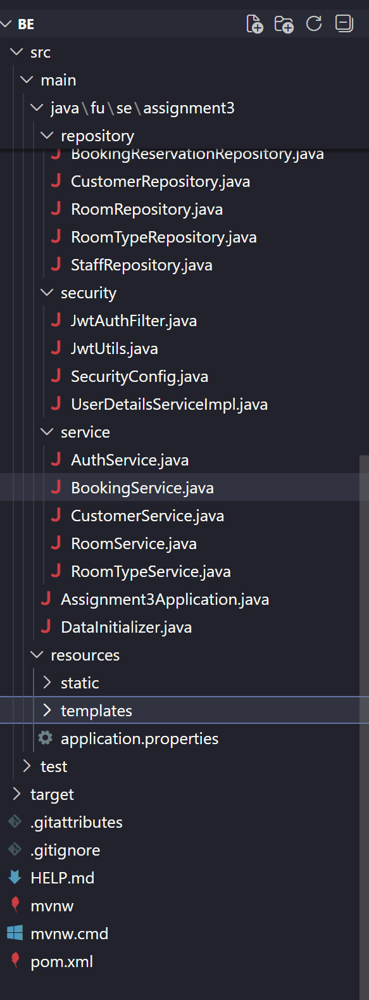 BE
src
main
java\fu\se\assignment3
repository
BookingReservationRepository.java
CustomerRepository.java
RoomRepository.java
RoomTypeRepository.java
StaffRepository.java
security
JwtAuthFilter.java
JwtUtils.java
SecurityConfig.java
UserDetailsServiceImpl.java
service
AuthService.java
BookingService.java
CustomerService.java
RoomService.java
RoomTypeService.java
Assignment3Application.java
DataInitializer.java
resources
static
templates
application.properties
test
target
.gitattributes
.gitignore
HELP.md
mvnw
mvnw.cmd
pom.xml